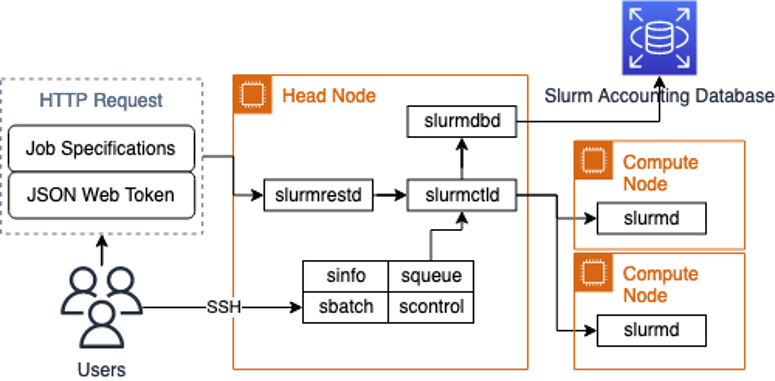 HTTP Request
Job Specifications
JSON Web Token
Users
SSH
Head Node
slurmdbd
slurmrestd
slurmctld
sinfo
squeue
sbatch
scontrol
Slurm Accounting Database
Compute
Node
slurmd
Compute
Node
slurmd